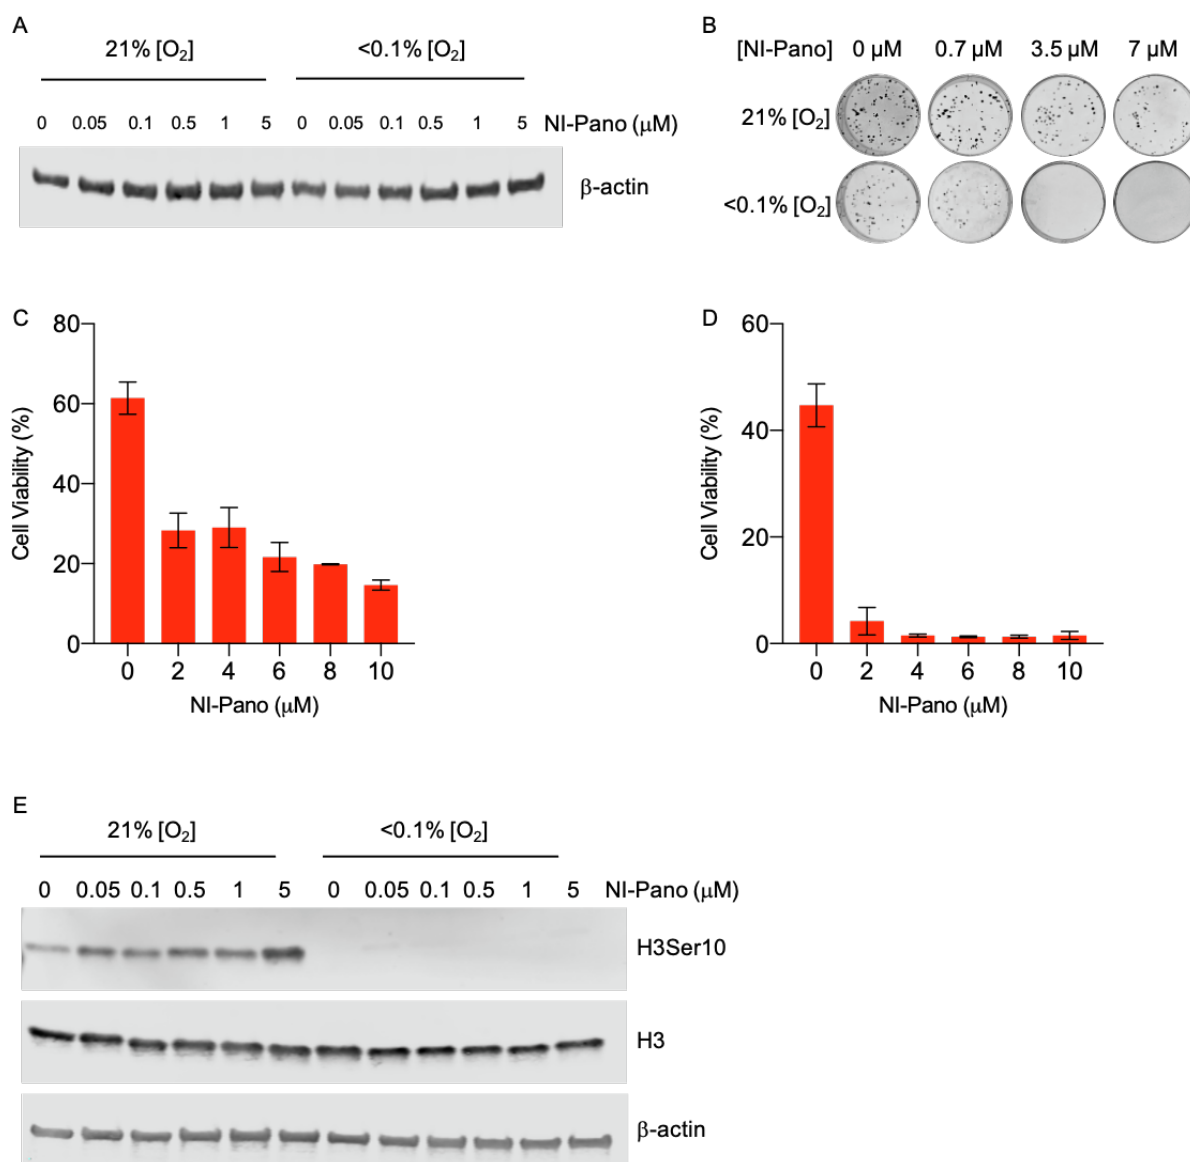 A
21% [O₂] <0.1% [O₂]
0 0.05 0.1 0.5 1 5 0 0.05 0.1 0.5 1 5 NI-Pano (μM)
β-actin
B
[NI-Pano] 0 μM 0.7 μM 3.5 μM 7 μM
21% [O₂]
<0.1% [O₂]
C
80
60
40
20
0
Cell Viability (%)
0 2 4 6 8 10
NI-Pano (μM)
D
60
40
20
0
Cell Viability (%)
0 2 4 6 8 10
NI-Pano (μM)
E
21% [O₂] <0.1% [O₂]
0 0.05 0.1 0.5 1 5 0 0.05 0.1 0.5 1 5 NI-Pano (μM)
H3Ser10
H3
β-actin